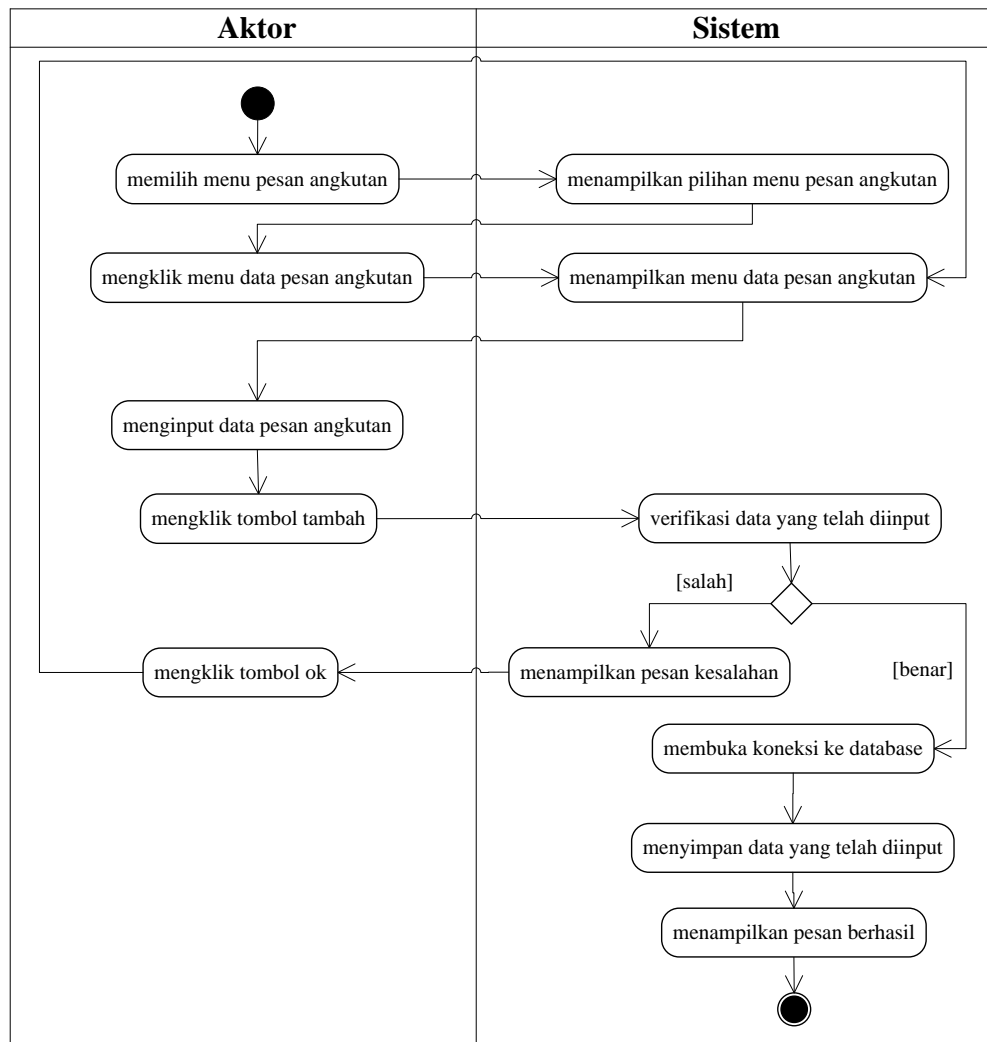 Aktor
Sistem
memilih menu pesan angkutan
menampilkan pilihan menu pesan angkutan
mengklik menu data pesan angkutan
menampilkan menu data pesan angkutan
menginput data pesan angkutan
mengklik tombol tambah
verifikasi data yang telah diinput
[salah]
mengklik tombol ok
menampilkan pesan kesalahan
[benar]
membuka koneksi ke database
menyimpan data yang telah diinput
menampilkan pesan berhasil